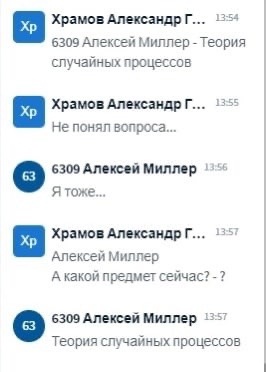 Хр
Храмов Александр Г... 13:54
6309 Алексей Миллер - Теория
случайных процессов
Хр
Храмов Александр Г... 13:55
Не понял вопроса...
63
6309 Алексей Миллер 13:56
Я тоже...
Хр
Храмов Александр Г... 13:57
Алексей Миллер
А какой предмет сейчас? - ?
63
6309 Алексей Миллер 13:57
Теория случайных процессов